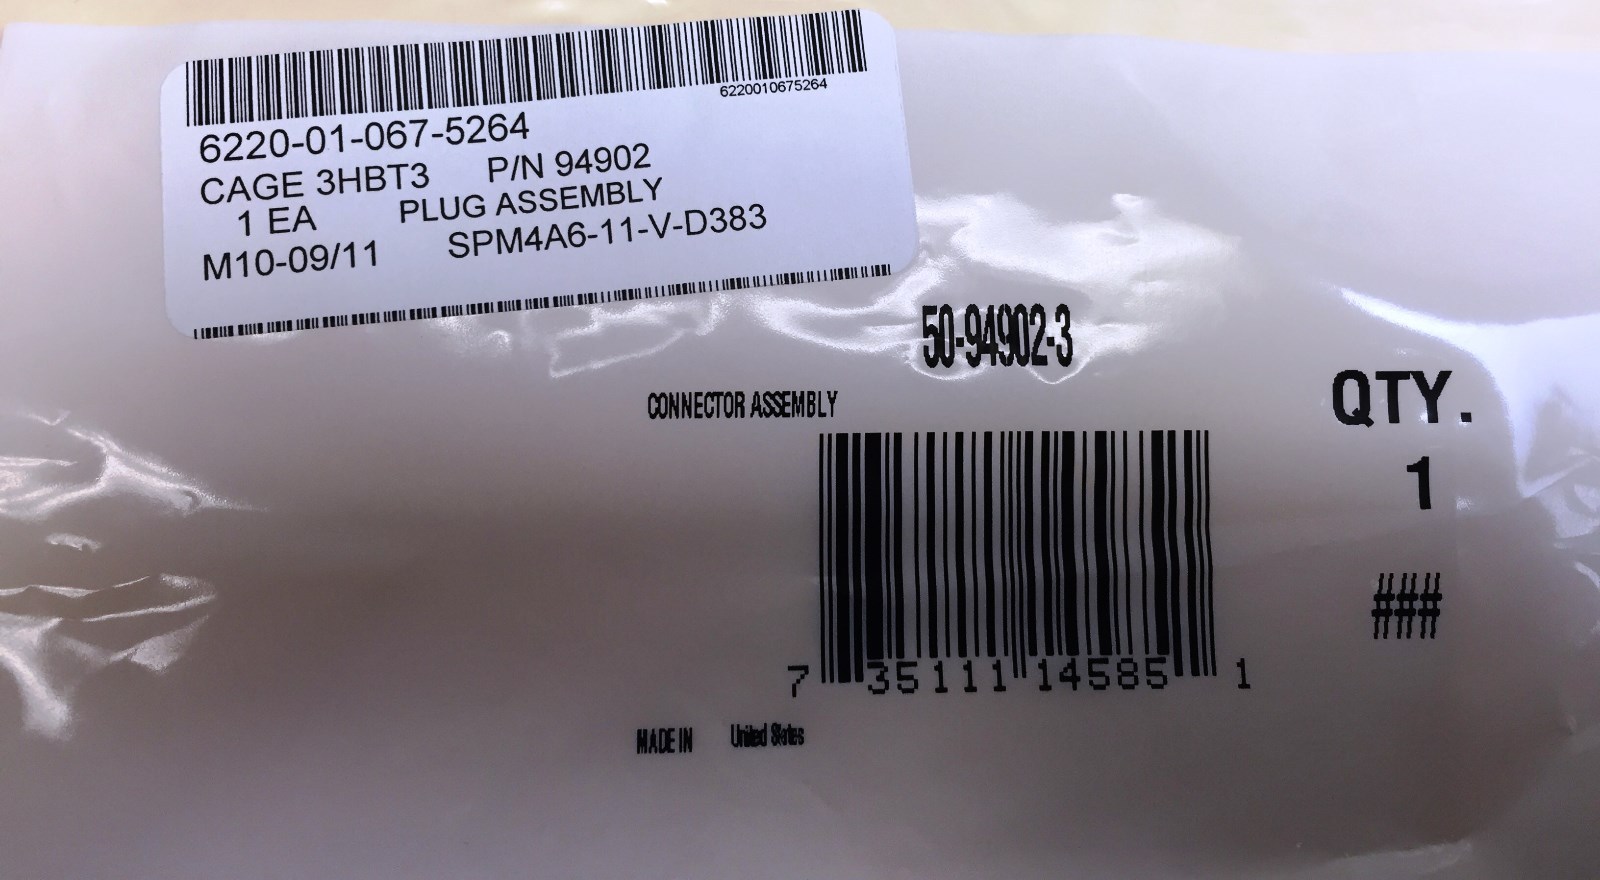 6220010675264
6220-01-067-5264
CAGE 3HBT3 P/N 94902
1 EA PLUG ASSEMBLY
M10-09/11 SPM4A6-11-V-D383
50-94902-3
CONNECTOR ASSEMBLY
QTY.
1
###
7 35111 14585 1
MADE IN United States